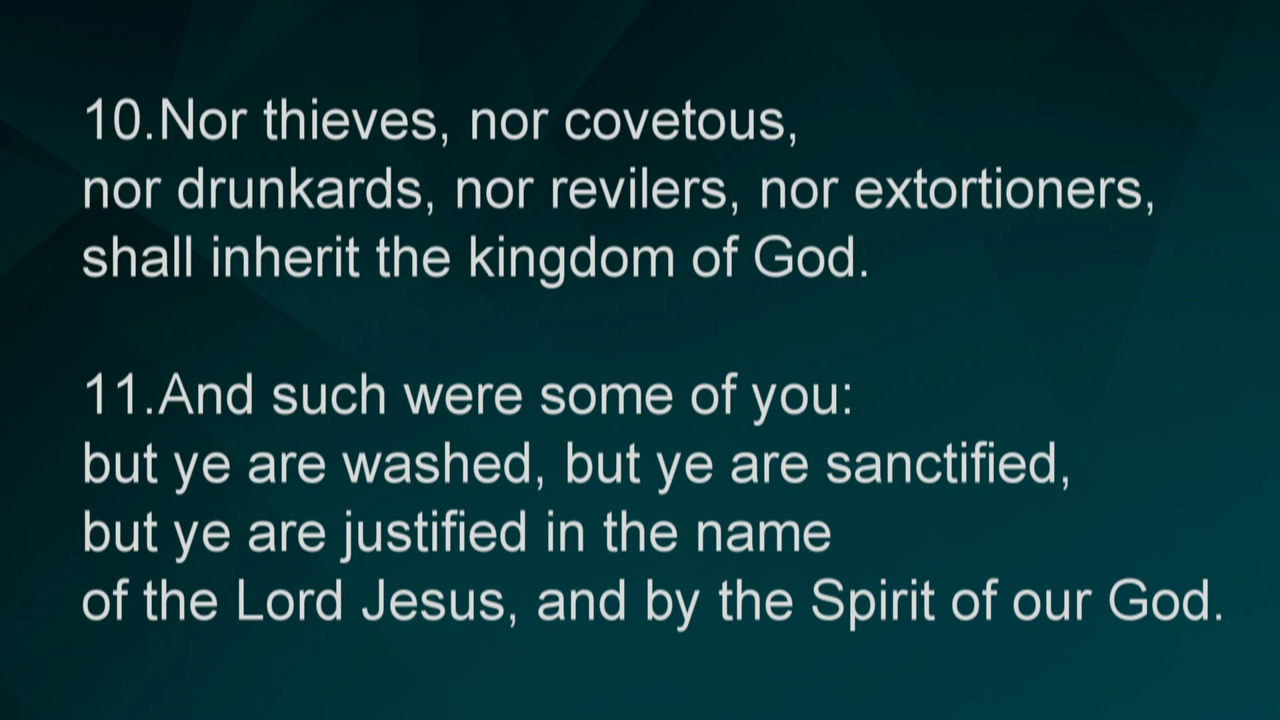 10.Nor thieves, nor covetous,
nor drunkards, nor revilers, nor extortioners,
shall inherit the kingdom of God.
11.And such were some of you:
but ye are washed, but ye are sanctified,
but ye are justified in the name
of the Lord Jesus, and by the Spirit of our God.